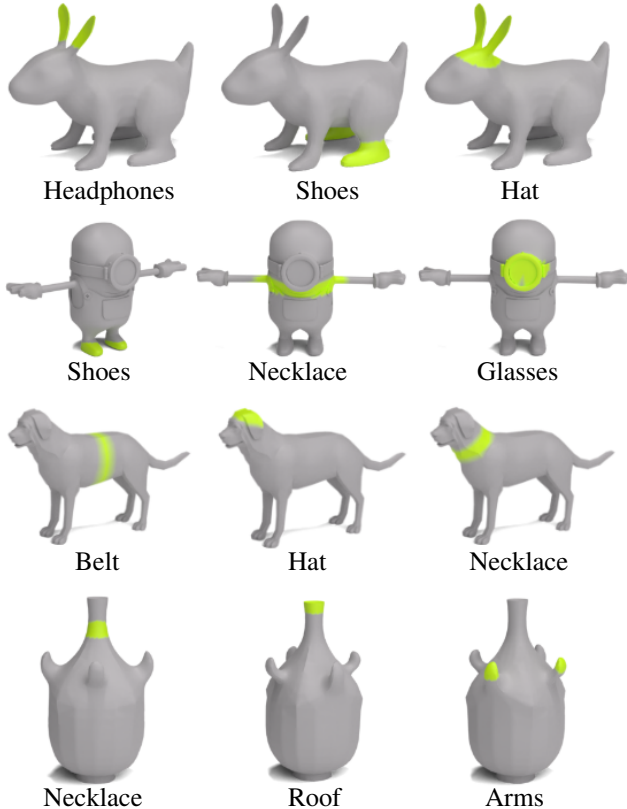 Headphones Shoes Hat
Shoes Necklace Glasses
Belt Hat Necklace
Necklace Roof Arms